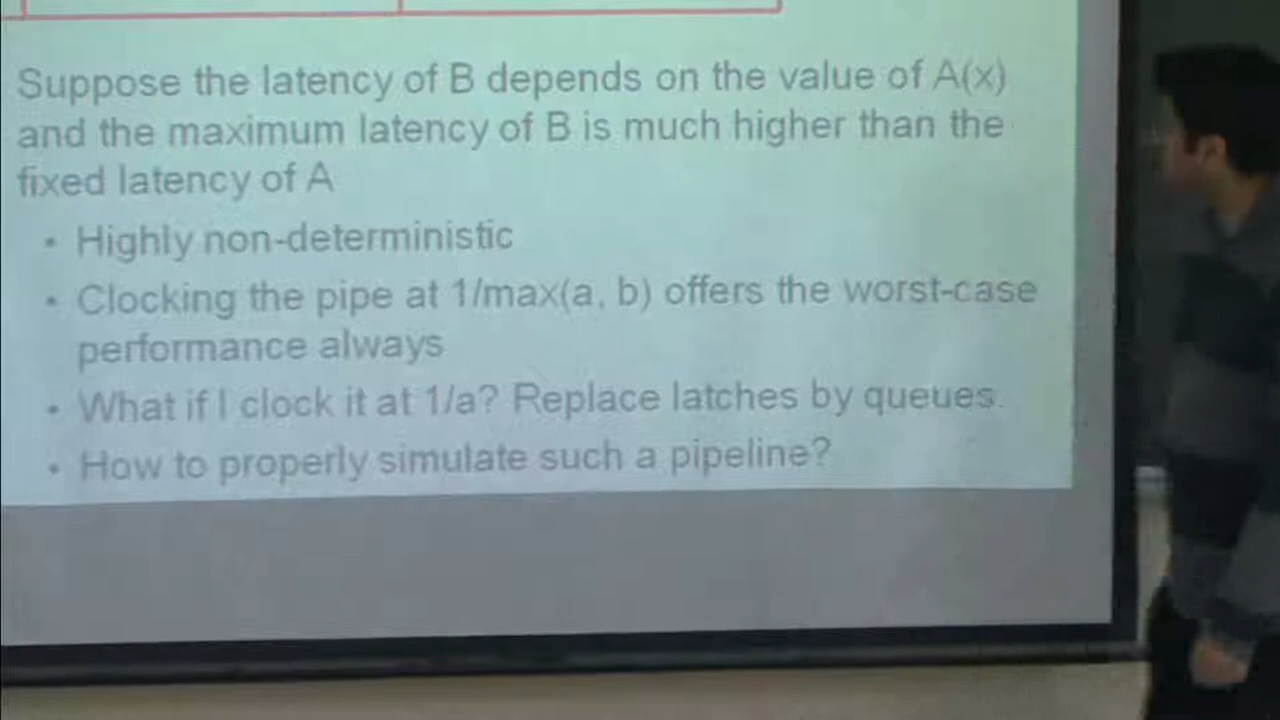 Suppose the latency of B depends on the value of A(x)
and the maximum latency of B is much higher than the
fixed latency of A
• Highly non-deterministic
• Clocking the pipe at 1/max(a, b) offers the worst-case
performance always
• What if I clock it at 1/a? Replace latches by queues.
• How to properly simulate such a pipeline?